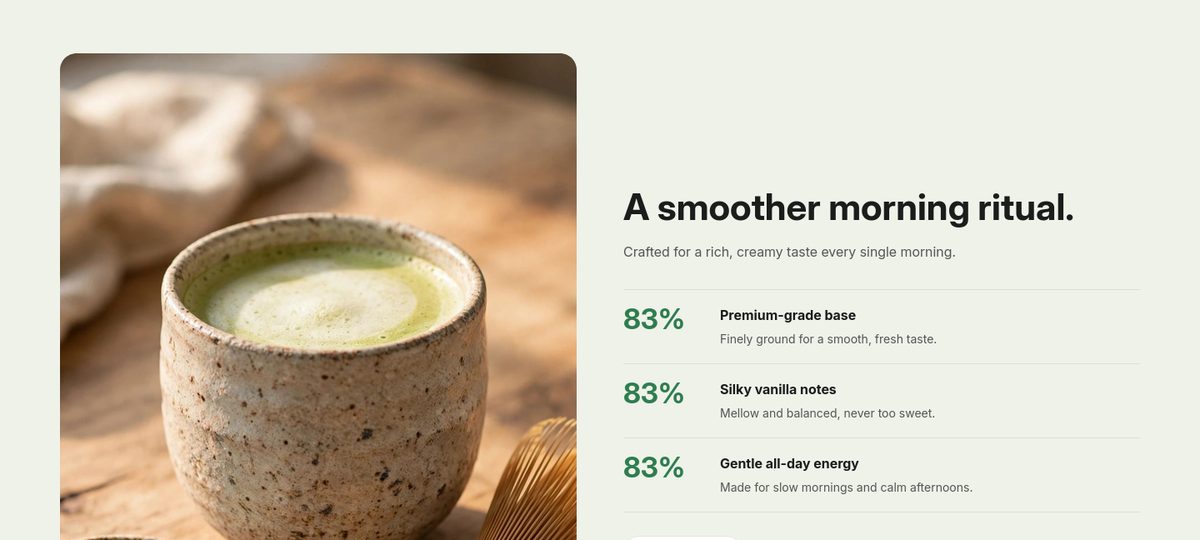 A smoother morning ritual.
Crafted for a rich, creamy taste every single morning.
83%
Premium-grade base
Finely ground for a smooth, fresh taste.
83%
Silky vanilla notes
Mellow and balanced, never too sweet.
83%
Gentle all-day energy
Made for slow mornings and calm afternoons.